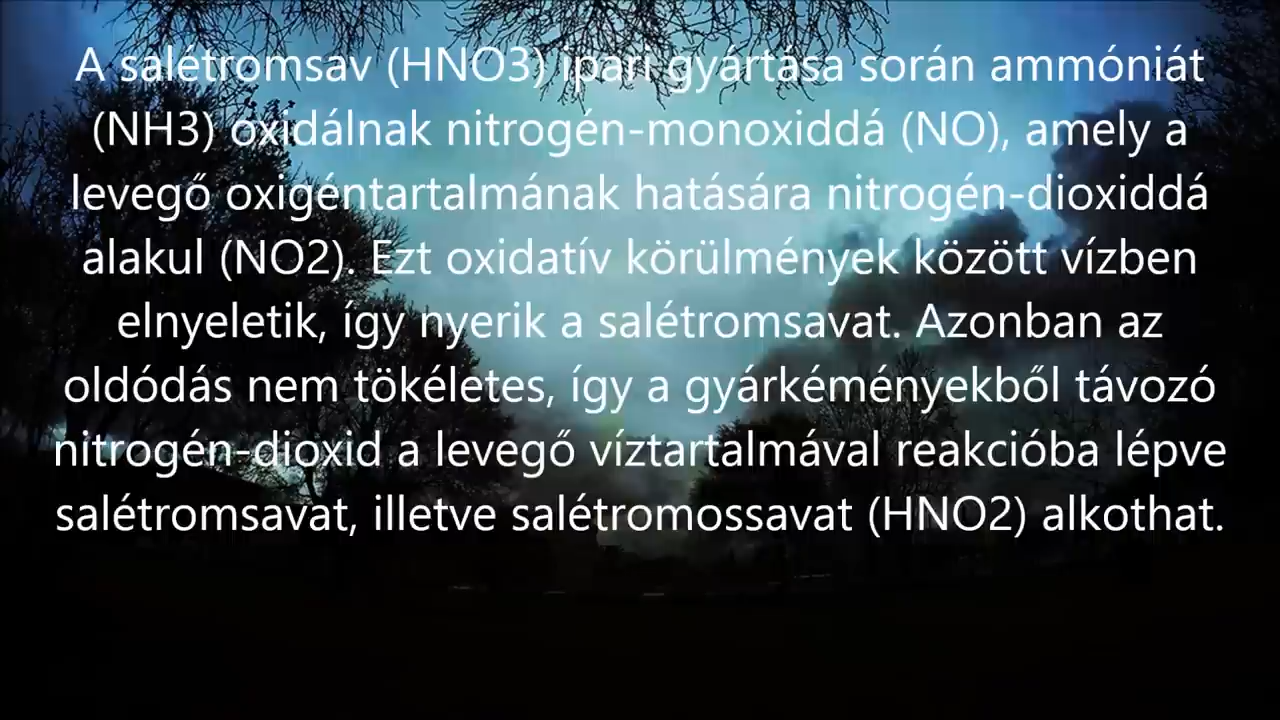 A salétromsav (HNO3) ipari gyártása során ammóniát
(NH3) oxidálnak nitrogén-monoxiddá (NO), amely a
levegő oxigéntartalmának hatására nitrogén-dioxiddá
alakul (NO2). Ezt oxidatív körülmények között vízben
elnyeletik, így nyerik a salétromsavat. Azonban az
oldódás nem tökéletes, így a gyárkéményekből távozó
nitrogén-dioxid a levegő víztartalmával reakcióba lépve
salétromsavat, illetve salétromossavat (HNO2) alkothat.